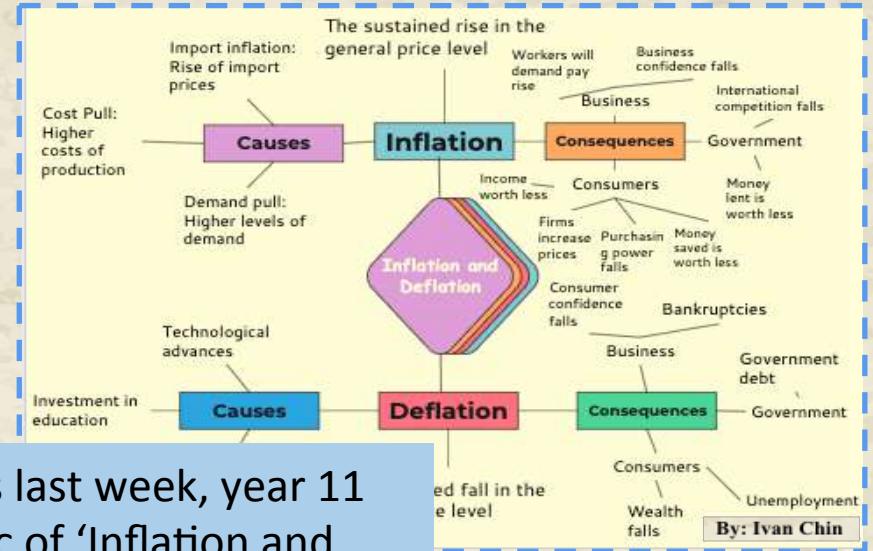 The sustained rise in the
general price level
Import inflation:
Rise of import
prices
Cost Pull:
Higher
costs of
production
Causes
Demand pull:
Higher levels of
demand
Inflation
Workers will
demand pay
rise
Business
confidence falls
Business
International
competition falls
Consequences
Government
Money
lent is
worth less
Income
worth less
Consumers
Firms
increase
prices
Purchasin
g power
falls
Money
saved is
worth less
Inflation and
Deflation
Technological
advances
Investment in
education
Causes
Deflation
ed fall in the
e level
Consumer
confidence
falls
Bankruptcies
Business
Government
debt
Consequences
Government
Consumers
Wealth
falls
Unemployment
By: Ivan Chin
s last week, year 11